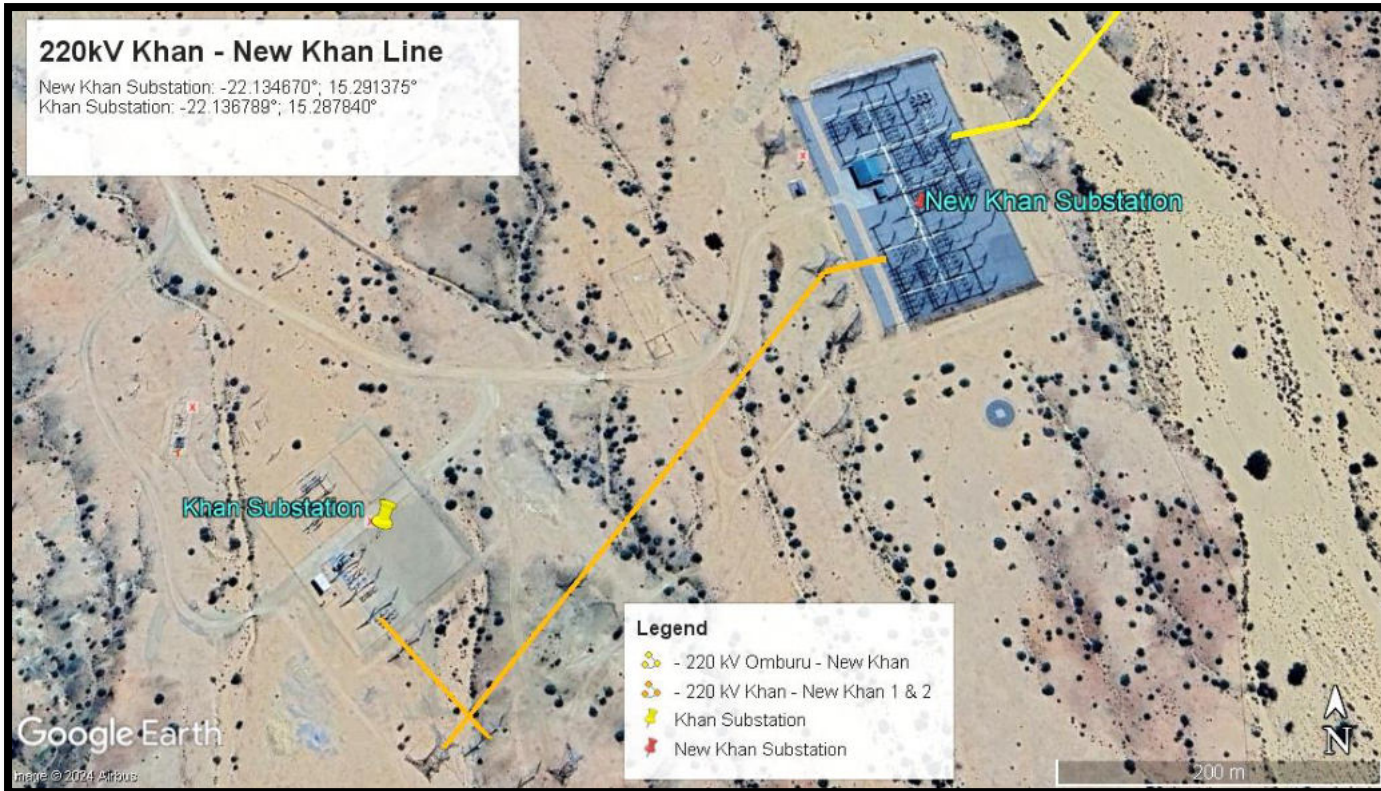 220kV Khan - New Khan Line
New Khan Substation: -22.134670°; 15.291375°
Khan Substation: -22.136789°; 15.287840°
New Khan Substation
Khan Substation
Legend
- 220 kV Omburu - New Khan
- 220 kV Khan - New Khan 1 & 2
Khan Substation
New Khan Substation
Google Earth
Image © 2024 Airbus
N
200 m